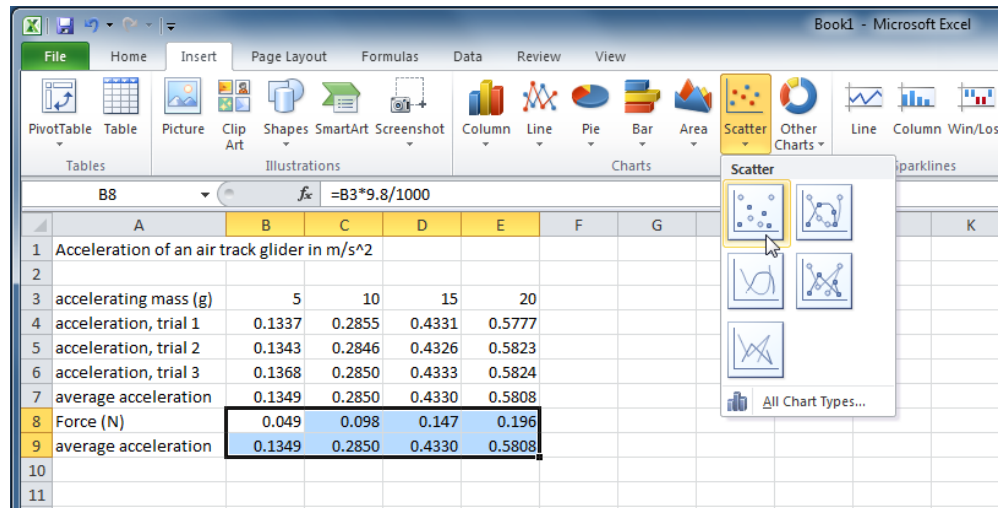 Book1 - Microsoft Excel
File Home Insert Page Layout Formulas Data Review View
PivotTable Table Picture Clip Art Shapes SmartArt Screenshot Column Line Pie Bar Area Scatter Other Charts Line Column Win/Los
Tables Illustrations Charts Sparklines
Scatter
B8 fx =B3*9.8/1000
A B C D E F G K
1 Acceleration of an air track glider in m/s^2
2
3 accelerating mass (g) 5 10 15 20
4 acceleration, trial 1 0.1337 0.2855 0.4331 0.5777
5 acceleration, trial 2 0.1343 0.2846 0.4326 0.5823
6 acceleration, trial 3 0.1368 0.2850 0.4333 0.5824
7 average acceleration 0.1349 0.2850 0.4330 0.5808
All Chart Types...
8 Force (N) 0.049 0.098 0.147 0.196
9 average acceleration 0.1349 0.2850 0.4330 0.5808
10
11